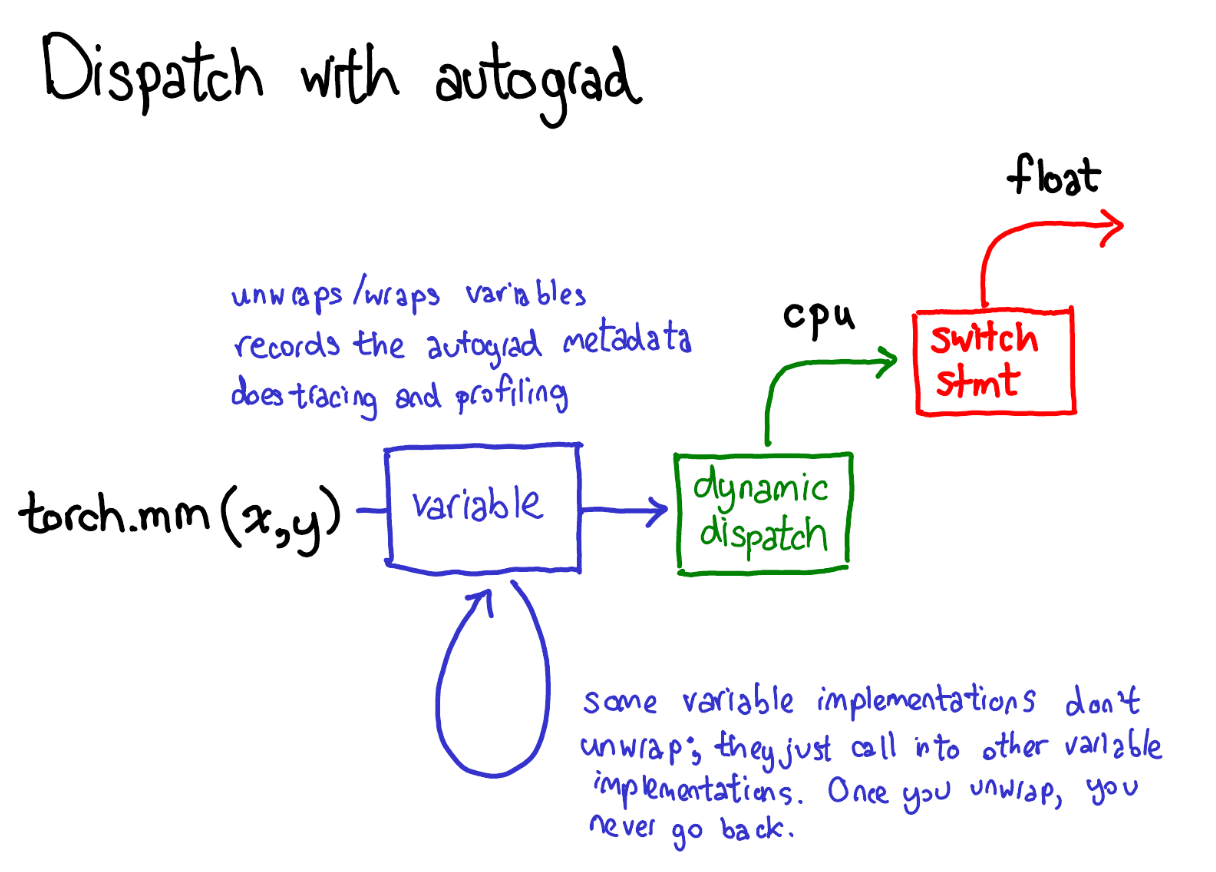 Dispatch with autograd
float
unwraps/wraps variables
records the autograd metadata
does tracing and profiling
cpu
switch
stmt
torch.mm(x,y)
variable
dynamic
dispatch
some variable implementations don't
unwrap; they just call into other variable
implementations. Once you unwrap, you
never go back.